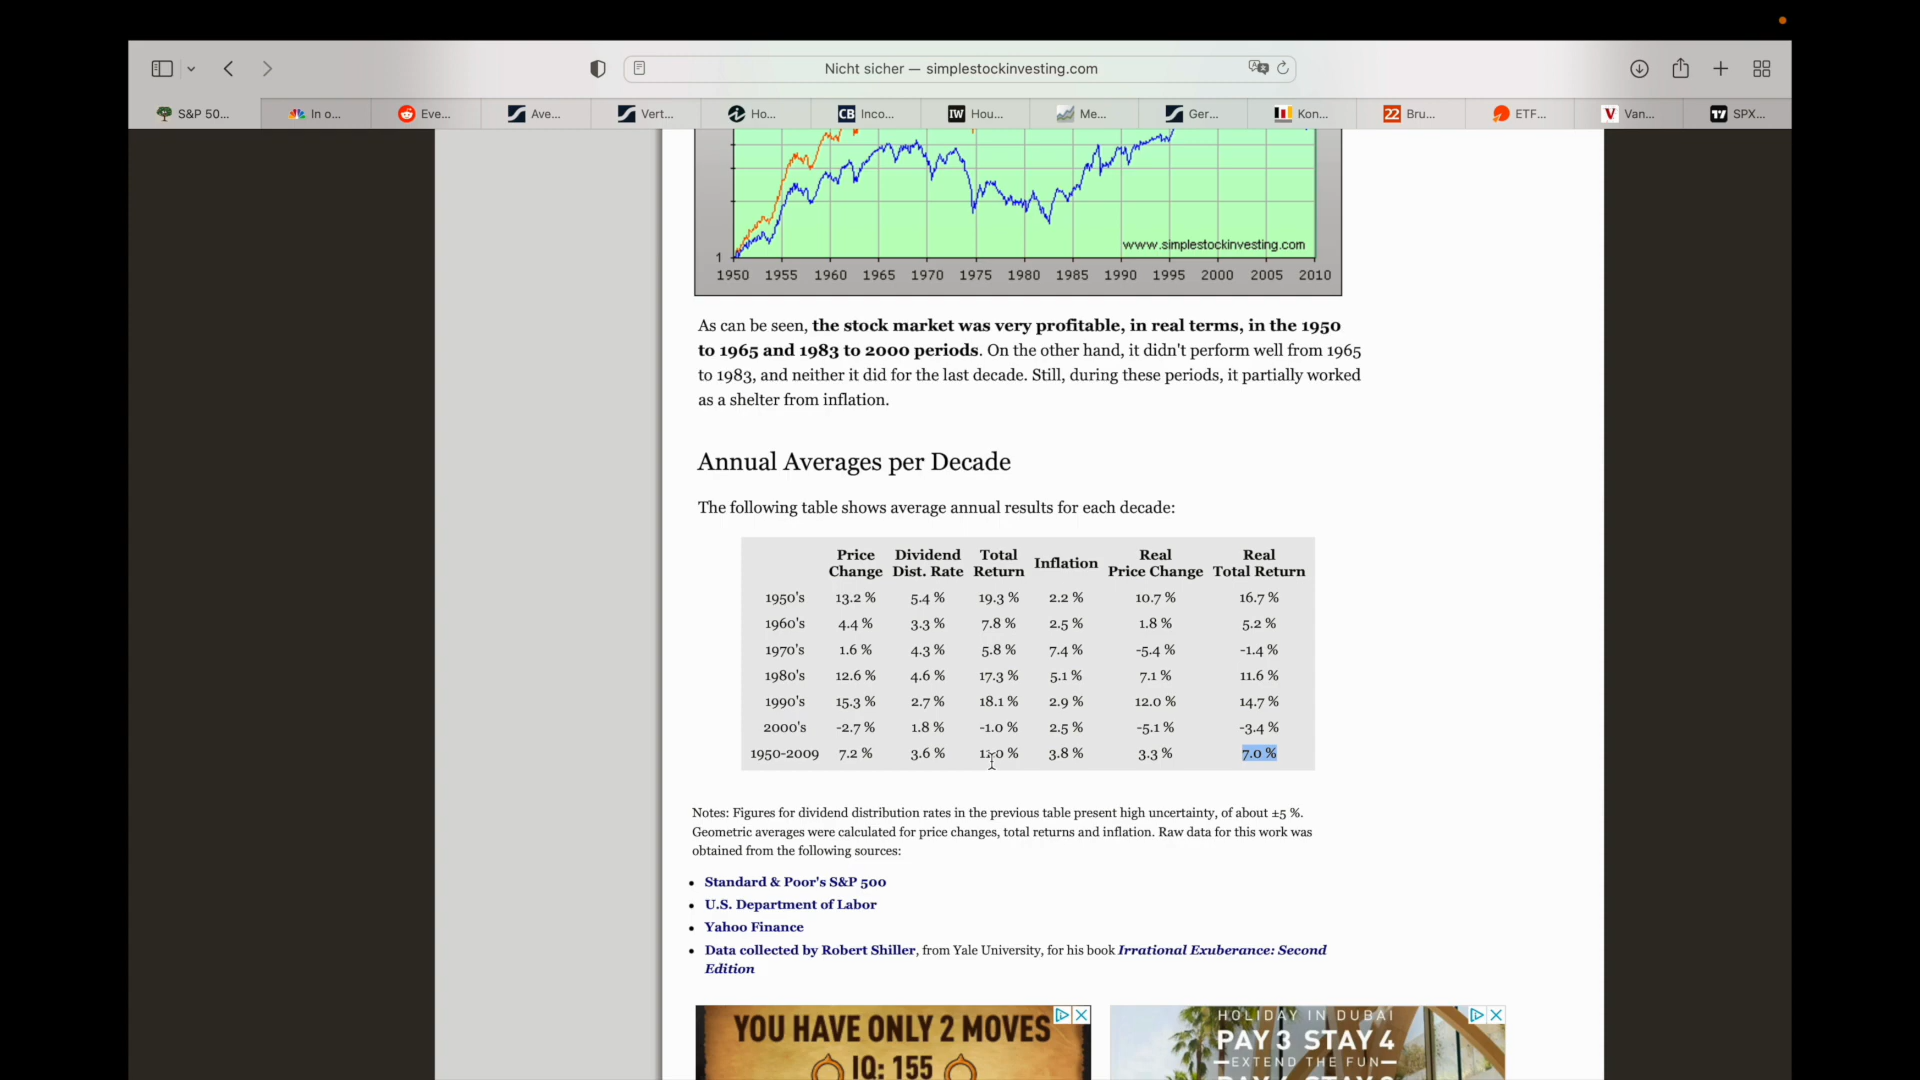 Nicht sicher — simplestockinvesting.com
S&P 50... In o... Eve... Ave... Vert... Ho... CB Inco... IW Hou... Me... Ger... Kon... 22 Bru... ETF... V Van... SPX...
www.simplestockinvesting.com
1
1950 1955 1960 1965 1970 1975 1980 1985 1990 1995 2000 2005 2010
As can be seen, the stock market was very profitable, in real terms, in the 1950
to 1965 and 1983 to 2000 periods. On the other hand, it didn't perform well from 1965
to 1983, and neither it did for the last decade. Still, during these periods, it partially worked
as a shelter from inflation.
Annual Averages per Decade
The following table shows average annual results for each decade:
Price Change Dividend Dist. Rate Total Return Inflation Real Price Change Real Total Return
1950's 13.2 % 5.4 % 19.3 % 2.2 % 10.7 % 16.7 %
1960's 4.4 % 3.3 % 7.8 % 2.5 % 1.8 % 5.2 %
1970's 1.6 % 4.3 % 5.8 % 7.4 % -5.4 % -1.4 %
1980's 12.6 % 4.6 % 17.3 % 5.1 % 7.1 % 11.6 %
1990's 15.3 % 2.7 % 18.1 % 2.9 % 12.0 % 14.7 %
2000's -2.7 % 1.8 % -1.0 % 2.5 % -5.1 % -3.4 %
1950-2009 7.2 % 3.6 % 11.0 % 3.8 % 3.3 % 7.0 %
Notes: Figures for dividend distribution rates in the previous table present high uncertainty, of about ±5 %.
Geometric averages were calculated for price changes, total returns and inflation. Raw data for this work was
obtained from the following sources:
• Standard & Poor's S&P 500
• U.S. Department of Labor
• Yahoo Finance
• Data collected by Robert Shiller, from Yale University, for his book Irrational Exuberance: Second
Edition
YOU HAVE ONLY 2 MOVES
IQ: 155
HOLIDAY IN DUBAI
PAY 3 STAY 4
EXTEND THE FUN